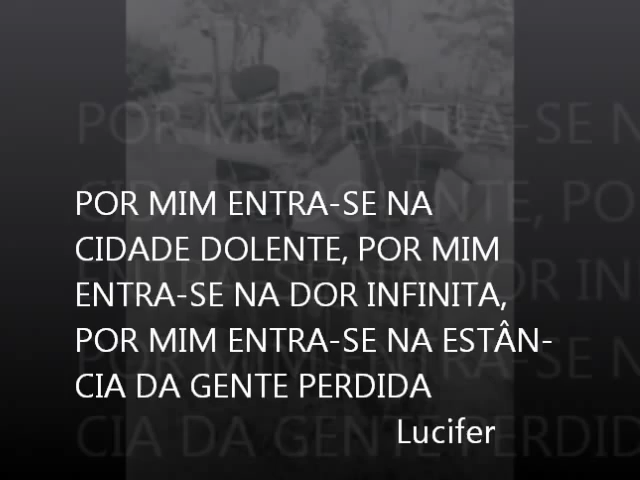 POR MIM ENTRA-SE NA
CIDADE DOLENTE, POR MIM
ENTRA-SE NA DOR INFINITA,
POR MIM ENTRA-SE NA ESTÂN-
CIA DA GENTE PERDIDA
Lucifer